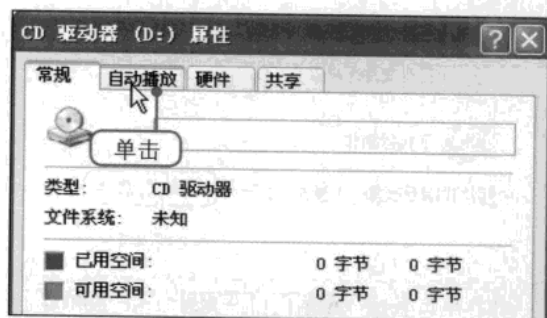 CD 驱动器 (D:) 属性
常规 自动播放 硬件 共享
单击
类型: CD 驱动器
文件系统: 未知
已用空间: 0 字节 0 字节
可用空间: 0 字节 0 字节